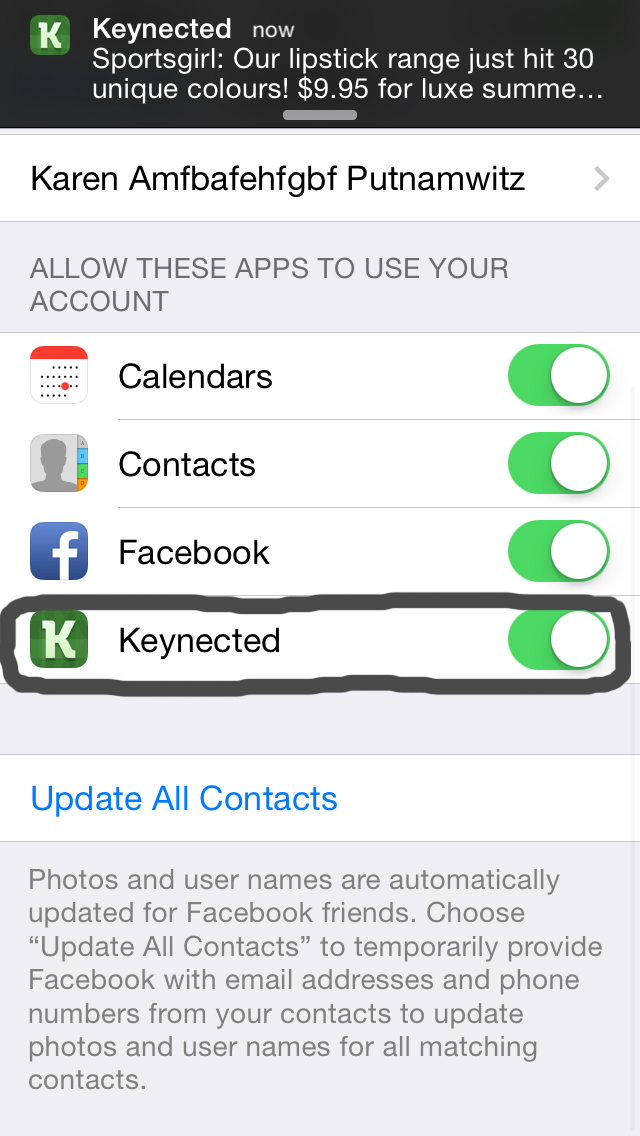 Keynected now
Sportsgirl: Our lipstick range just hit 30
unique colours! $9.95 for luxe summe...
Karen Amfbafehfgbf Putnamwitz
ALLOW THESE APPS TO USE YOUR
ACCOUNT
Calendars
Contacts
Facebook
Keynected
Update All Contacts
Photos and user names are automatically
updated for Facebook friends. Choose
“Update All Contacts” to temporarily provide
Facebook with email addresses and phone
numbers from your contacts to update
photos and user names for all matching
contacts.